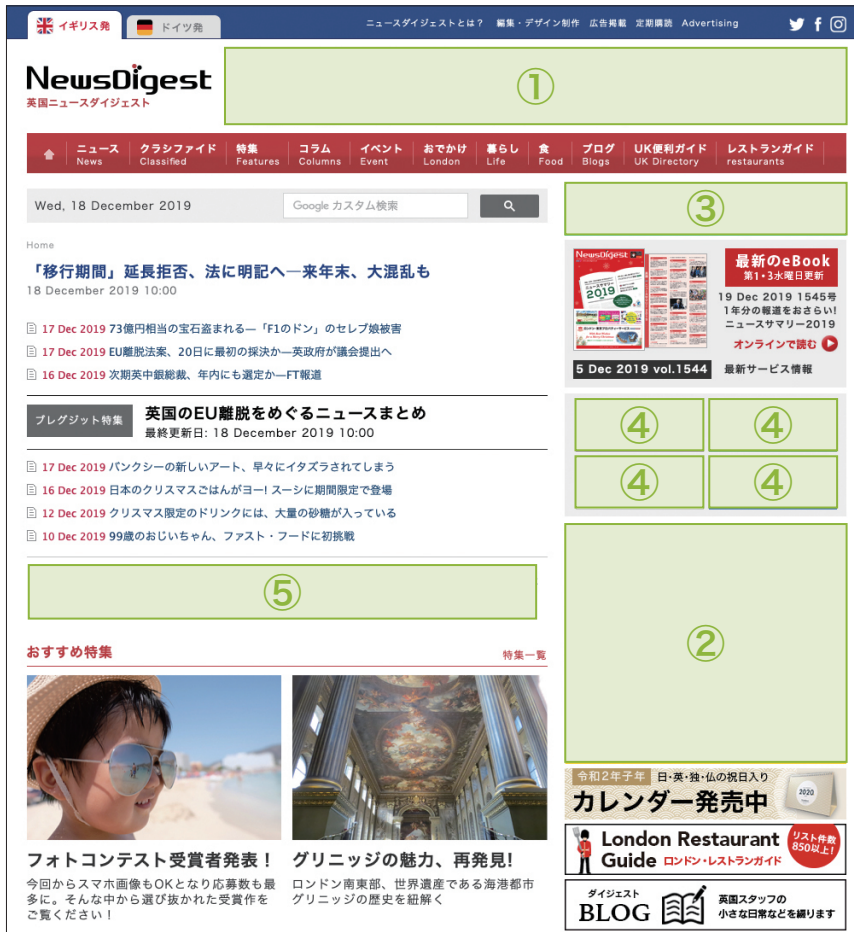 イギリス発
ドイツ発
ニュースダイジェストとは？ 編集・デザイン制作 広告掲載 定期購読 Advertising
NewsDigest
英国ニュースダイジェスト
①
ニュース クラシファイド 特集 コラム イベント おでかけ 暮らし 食 ブログ UK便利ガイド レストランガイド
News Classified Features Columns Event London Life Food Blogs UK Directory restaurants
Wed, 18 December 2019
Google カスタム検索
Home
「移行期間」延長拒否、法に明記へ—来年末、大混乱も
18 December 2019 10:00
17 Dec 2019 73億円相当の宝石盗まれる—「F1のドン」のセレブ娘被害
17 Dec 2019 EU離脱法案、20日に最初の採決か—英政府が議会提出へ
16 Dec 2019 次期英中銀総裁、年内にも選定か—FT報道
ブレグジット特集
英国のEU離脱をめぐるニュースまとめ
最終更新日: 18 December 2019 10:00
17 Dec 2019 バンクシーの新しいアート、早々にイタズラされてしまう
16 Dec 2019 日本のクリスマスごはんがヨー! スーシに期間限定で登場
12 Dec 2019 クリスマス限定のドリンクには、大量の砂糖が入っている
10 Dec 2019 99歳のおじいちゃん、ファスト・フードに初挑戦
⑤
おすすめ特集
特集一覧
フォトコンテスト受賞者発表！
今回からスマホ画像もOKとなり応募数も最
多に。そんな中から選び抜かれた受賞作を
ご覧ください！
グリニッジの魅力、再発見!
ロンドン南東部、世界遺産である海港都市
グリニッジの歴史を紐解く
③
NewsDigest
ニュースサマリー
2019
最新のeBook
第1・3水曜日更新
19 Dec 2019 1545号
1年分の報道をおさらい!
ニュースサマリー2019
オンラインで読む
5 Dec 2019 vol.1544
最新サービス情報
④ ④
④ ④
②
令和2年子年 日・英・独・仏の祝日入り
カレンダー発売中
2020
London Restaurant
Guide ロンドン・レストランガイド
リスト件数
850以上!
ダイジェスト
BLOG
英国スタッフの
小さな日常などを綴ります